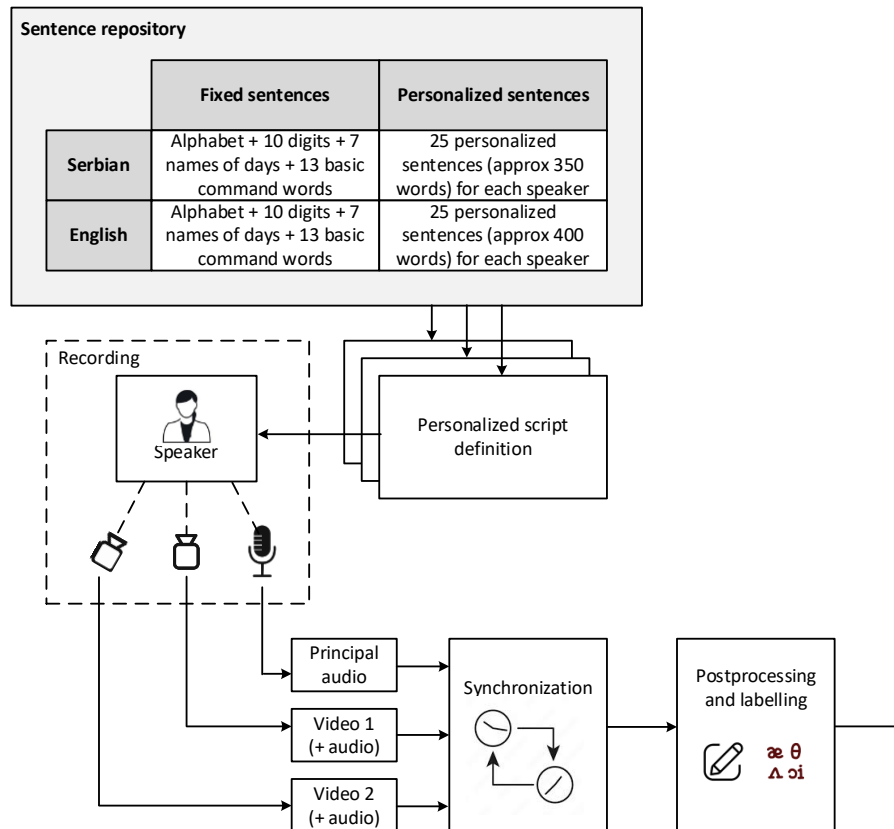 Sentence repository
Fixed sentences
Personalized sentences
Serbian
Alphabet + 10 digits + 7
names of days + 13 basic
command words
25 personalized
sentences (approx 350
words) for each speaker
English
Alphabet + 10 digits + 7
names of days + 13 basic
command words
25 personalized
sentences (approx 400
words) for each speaker
Recording
Speaker
Personalized script
definition
Principal
audio
Synchronization
Postprocessing
and labelling
Video 1
(+ audio)
æ θ
ʌ ɔi
Video 2
(+ audio)